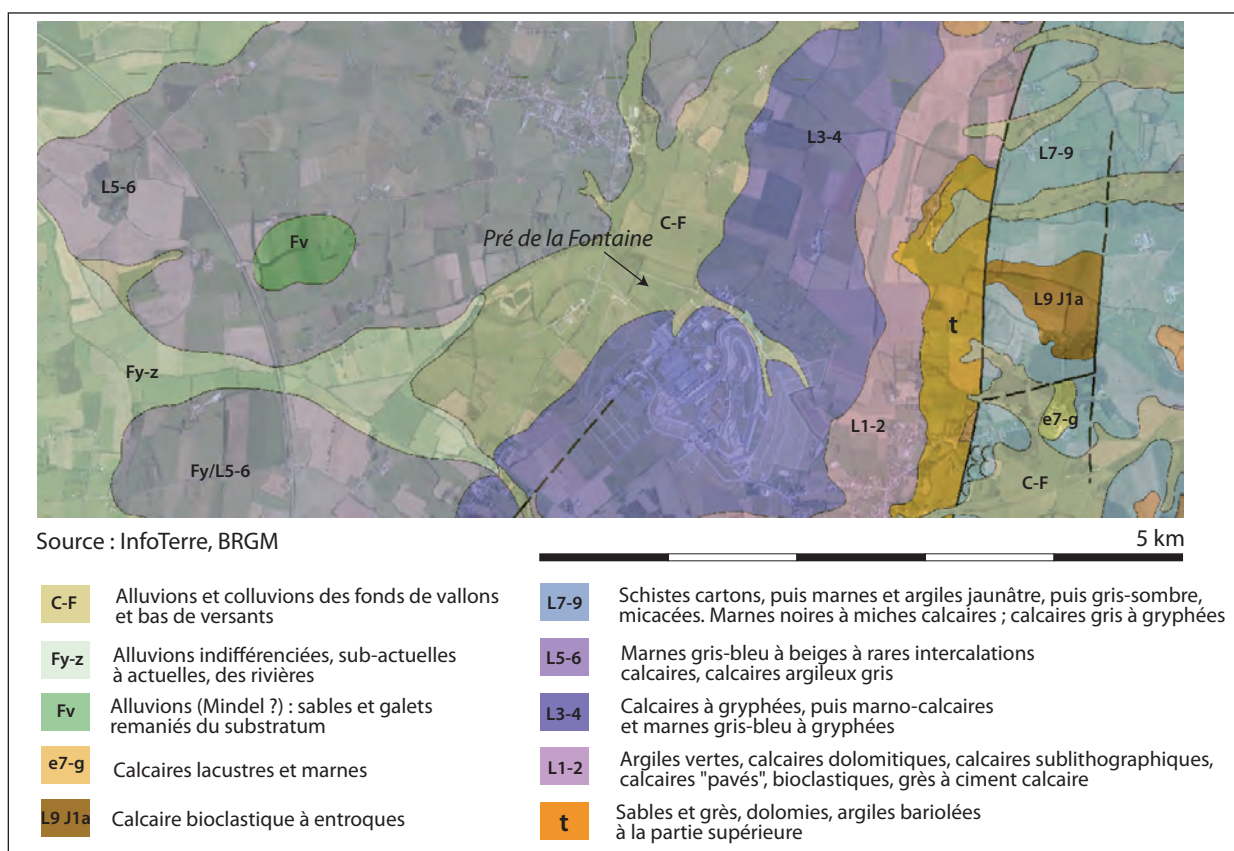 L3-4
L7-9
L5-6
C-F
Fv
Pré de la Fontaine
L9 J1a
t
Fy-z
e7-g
L1-2
Fy/L5-6
C-F
Source : InfoTerre, BRGM
5 km
C-F
Alluvions et colluvions des fonds de vallons
et bas de versants
Fy-z
Alluvions indifférenciées, sub-actuelles
à actuelles, des rivières
Fv
Alluvions (Mindel ?) : sables et galets
remaniés du substratum
e7-g
Calcaires lacustres et marnes
L9 J1a
Calcaire bioclastique à entroques
L7-9
Schistes cartons, puis marnes et argiles jaunâtre, puis gris-sombre,
micacées. Marnes noires à miches calcaires ; calcaires gris à gryphées
L5-6
Marnes gris-bleu à beiges à rares intercalations
calcaires, calcaires argileux gris
L3-4
Calcaires à gryphées, puis marno-calcaires
et marnes gris-bleu à gryphées
L1-2
Argiles vertes, calcaires dolomitiques, calcaires sublithographiques,
calcaires "pavés", bioclastiques, grès à ciment calcaire
t
Sables et grès, dolomies, argiles bariolées
à la partie supérieure